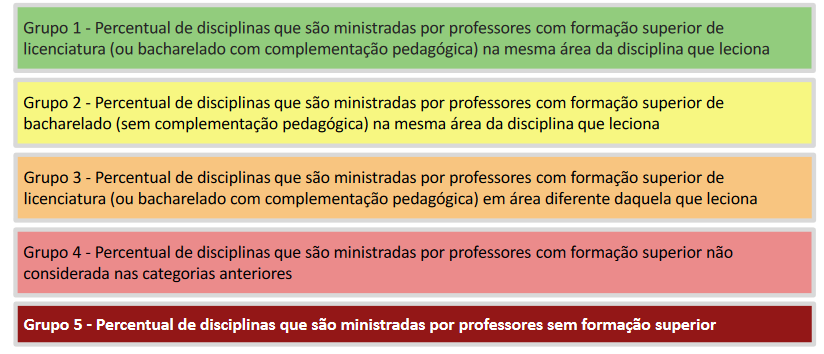 Grupo 1 - Percentual de disciplinas que são ministradas por professores com formação superior de
licenciatura (ou bacharelado com complementação pedagógica) na mesma área da disciplina que leciona
Grupo 2 - Percentual de disciplinas que são ministradas por professores com formação superior de
bacharelado (sem complementação pedagógica) na mesma área da disciplina que leciona
Grupo 3 - Percentual de disciplinas que são ministradas por professores com formação superior de
licenciatura (ou bacharelado com complementação pedagógica) em área diferente daquela que leciona
Grupo 4 - Percentual de disciplinas que são ministradas por professores com formação superior não
considerada nas categorias anteriores
Grupo 5 - Percentual de disciplinas que são ministradas por professores sem formação superior